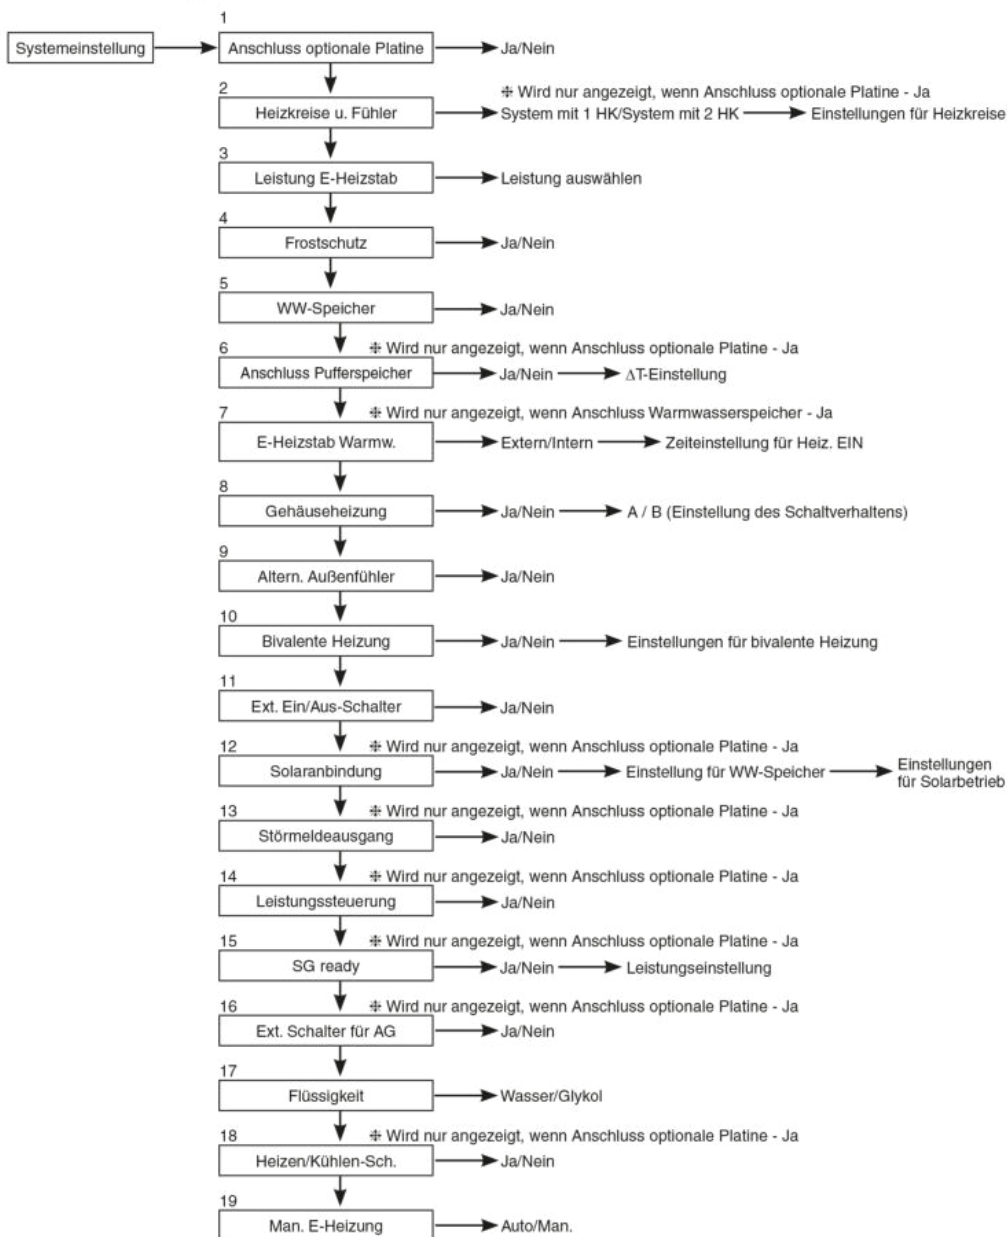 1
Systemeinstellung
Anschluss optionale Platine
Ja/Nein
2
❉ Wird nur angezeigt, wenn Anschluss optionale Platine - Ja
Heizkreise u. Fühler
System mit 1 HK/System mit 2 HK
Einstellungen für Heizkreise
3
Leistung E-Heizstab
Leistung auswählen
4
Frostschutz
Ja/Nein
5
WW-Speicher
Ja/Nein
6
❉ Wird nur angezeigt, wenn Anschluss optionale Platine - Ja
Anschluss Pufferspeicher
Ja/Nein
ΔT-Einstellung
7
❉ Wird nur angezeigt, wenn Anschluss Warmwasserspeicher - Ja
E-Heizstab Warmw.
Extern/Intern
Zeiteinstellung für Heiz. EIN
8
Gehäuseheizung
Ja/Nein
A / B (Einstellung des Schaltverhaltens)
9
Altern. Außenfühler
Ja/Nein
10
Bivalente Heizung
Ja/Nein
Einstellungen für bivalente Heizung
11
Ext. Ein/Aus-Schalter
Ja/Nein
12
❉ Wird nur angezeigt, wenn Anschluss optionale Platine - Ja
Solaranbindung
Ja/Nein
Einstellung für WW-Speicher
Einstellungen
für Solarbetrieb
13
❉ Wird nur angezeigt, wenn Anschluss optionale Platine - Ja
Störmeldeausgang
Ja/Nein
14
❉ Wird nur angezeigt, wenn Anschluss optionale Platine - Ja
Leistungssteuerung
Ja/Nein
15
❉ Wird nur angezeigt, wenn Anschluss optionale Platine - Ja
SG ready
Ja/Nein
Leistungseinstellung
16
❉ Wird nur angezeigt, wenn Anschluss optionale Platine - Ja
Ext. Schalter für AG
Ja/Nein
17
Flüssigkeit
Wasser/Glykol
18
❉ Wird nur angezeigt, wenn Anschluss optionale Platine - Ja
Heizen/Kühlen-Sch.
Ja/Nein
19
Man. E-Heizung
Auto/Man.